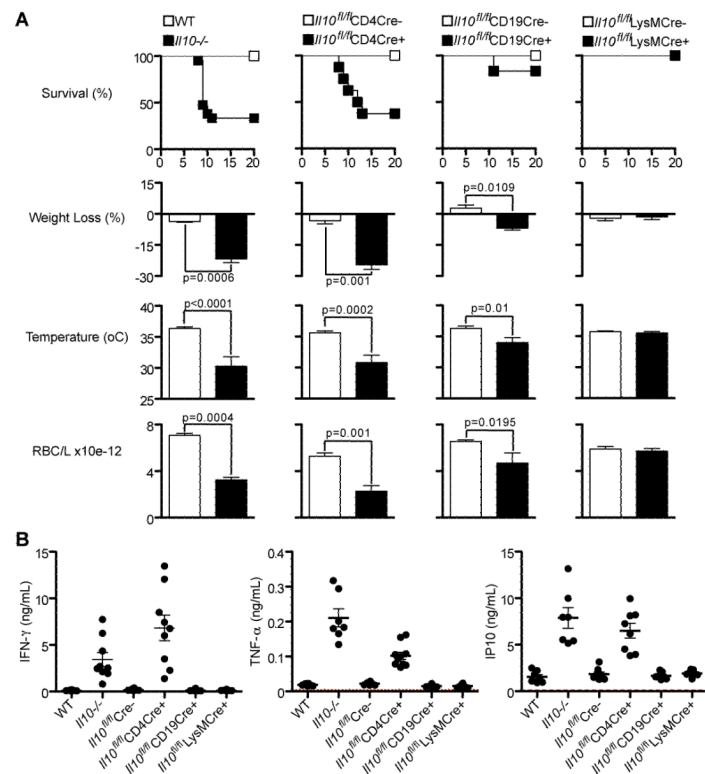 A
WT
Il10-/-
Il10fl/flCD4Cre-
Il10fl/flCD4Cre+
Il10fl/flCD19Cre-
Il10fl/flCD19Cre+
Il10fl/flLysMCre-
Il10fl/flLysMCre+
Survival (%)
100
50
0
0 5 10 15 20
0 5 10 15 20
0 5 10 15 20
0 5 10 15 20
Weight Loss (%)
15
0
-15
-30
p=0.0006
p=0.001
p=0.0109
Temperature (oC)
40
35
30
25
p<0.0001
p=0.0002
p=0.01
RBC/L x10e-12
8
4
0
p=0.0004
p=0.001
p=0.0195
B
IFN-γ (ng/mL)
15
10
5
0
WT
Il10-/-
Il10fl/flCre-
Il10fl/flCD4Cre+
Il10fl/flCD19Cre+
Il10fl/flLysMCre+
TNF-α (ng/mL)
0.4
0.3
0.2
0.1
0
WT
Il10-/-
Il10fl/flCre-
Il10fl/flCD4Cre+
Il10fl/flCD19Cre+
Il10fl/flLysMCre+
IP10 (ng/mL)
15
10
5
0
WT
Il10-/-
Il10fl/flCre-
Il10fl/flCD4Cre+
Il10fl/flCD19Cre+
Il10fl/flLysMCre+